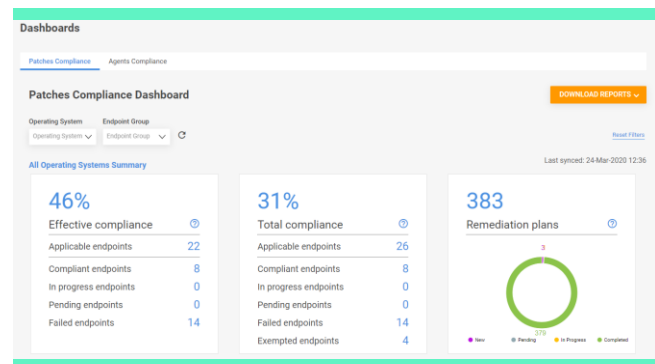 Dashboards
Patches Compliance Agents Compliance
Patches Compliance Dashboard
DOWNLOAD REPORTS
Operating System Endpoint Group
Operating System Endpoint Group
Reset Filters
All Operating Systems Summary
Last synced: 24-Mar-2020 12:36
46%
Effective compliance
Applicable endpoints 22
Compliant endpoints 8
In progress endpoints 0
Pending endpoints 0
Failed endpoints 14
31%
Total compliance
Applicable endpoints 26
Compliant endpoints 8
In progress endpoints 0
Pending endpoints 0
Failed endpoints 14
Exempted endpoints 4
383
Remediation plans
3
379
New Pending In Progress Completed